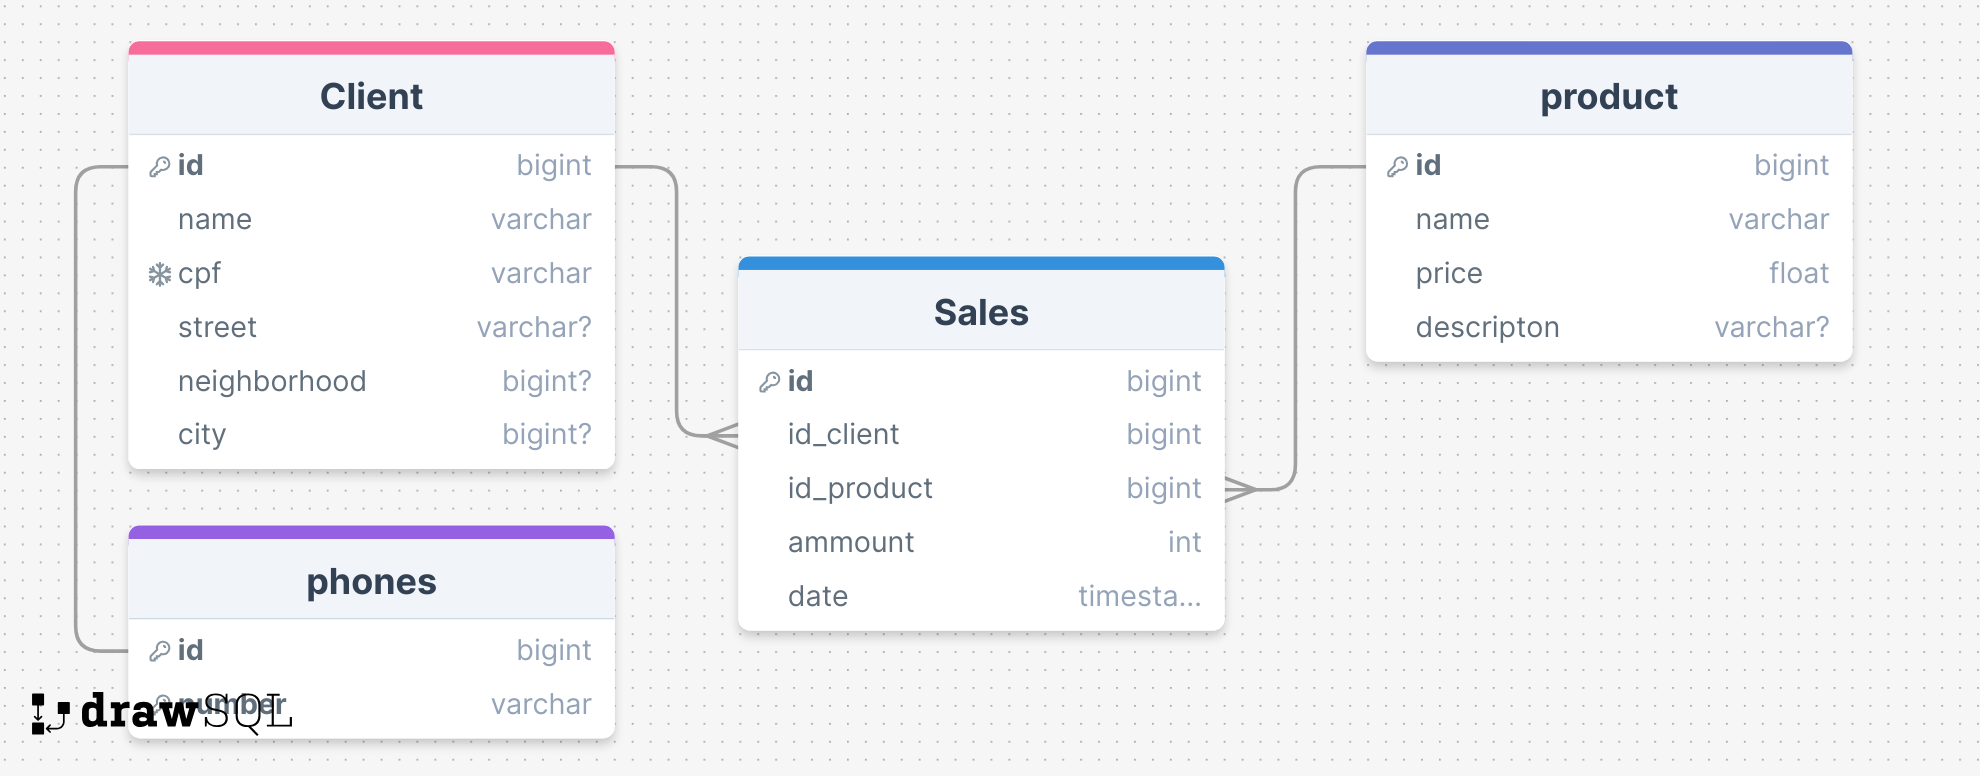 Client
id bigint
name varchar
cpf varchar
street varchar?
neighborhood bigint?
city bigint?
phones
id bigint
number varchar
drawSQL
Sales
id bigint
id_client bigint
id_product bigint
ammount int
date timesta...
product
id bigint
name varchar
price float
descripton varchar?